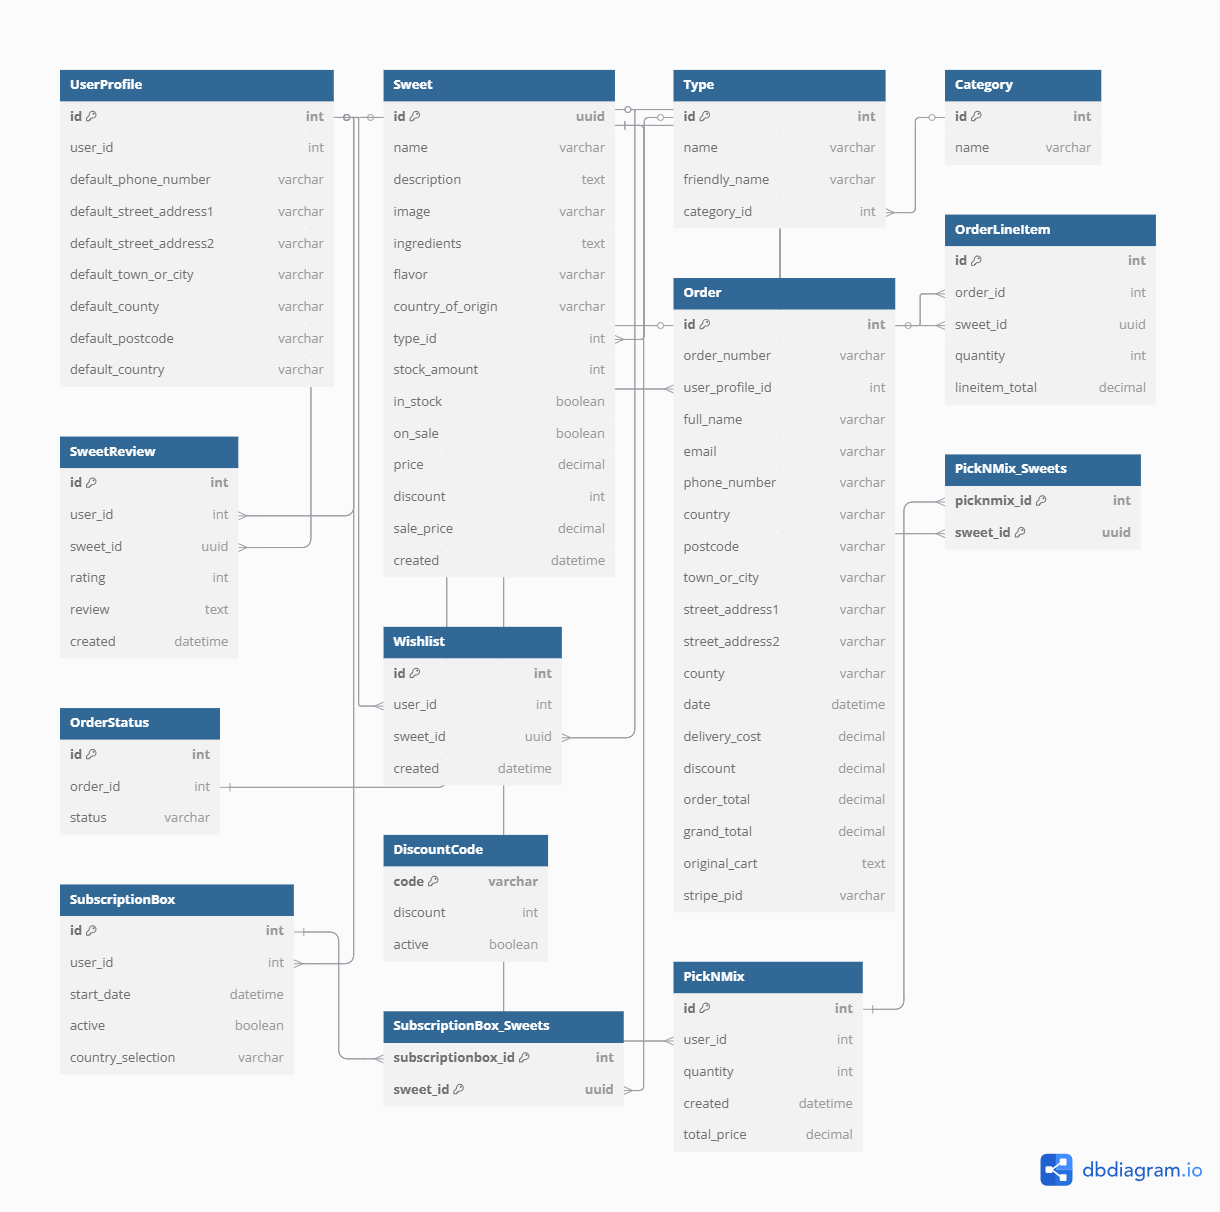 UserProfile
id int
user_id int
default_phone_number varchar
default_street_address1 varchar
default_street_address2 varchar
default_town_or_city varchar
default_county varchar
default_postcode varchar
default_country varchar
Sweet
id uuid
name varchar
description text
image varchar
ingredients text
flavor varchar
country_of_origin varchar
type_id int
stock_amount int
in_stock boolean
on_sale boolean
price decimal
discount int
sale_price decimal
created datetime
Type
id int
name varchar
friendly_name varchar
category_id int
Category
id int
name varchar
OrderLineItem
id int
order_id int
sweet_id uuid
quantity int
lineitem_total decimal
Order
id int
order_number varchar
user_profile_id int
full_name varchar
email varchar
phone_number varchar
country varchar
postcode varchar
town_or_city varchar
street_address1 varchar
street_address2 varchar
county varchar
date datetime
delivery_cost decimal
discount decimal
order_total decimal
grand_total decimal
original_cart text
stripe_pid varchar
PickNMix_Sweets
picknmix_id int
sweet_id uuid
SweetReview
id int
user_id int
sweet_id uuid
rating int
review text
created datetime
Wishlist
id int
user_id int
sweet_id uuid
created datetime
OrderStatus
id int
order_id int
status varchar
DiscountCode
code varchar
discount int
active boolean
SubscriptionBox
id int
user_id int
start_date datetime
active boolean
country_selection varchar
SubscriptionBox_Sweets
subscriptionbox_id int
sweet_id uuid
PickNMix
id int
user_id int
quantity int
created datetime
total_price decimal
dbdiagram.io